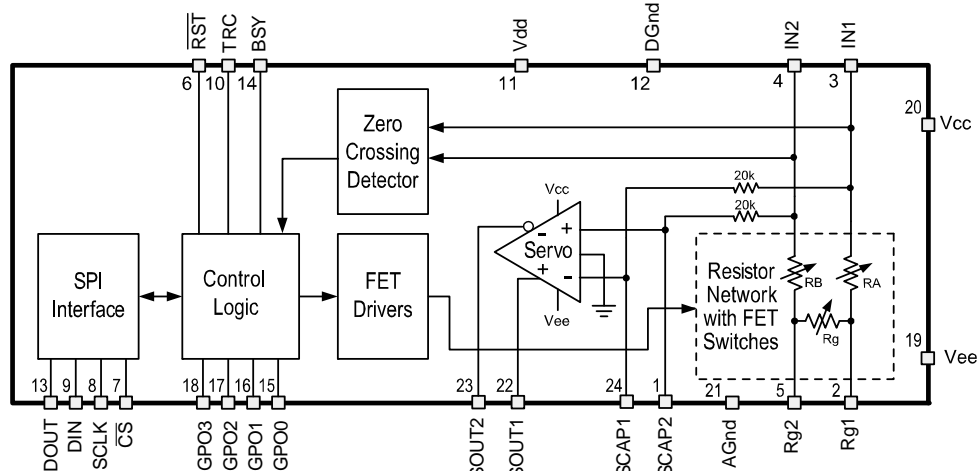 RST
TRC
BSY
Vdd
DGnd
IN2
IN1
6
10
14
11
12
4
3
20
Vcc
Zero
Crossing
Detector
20k
20k
Vcc
-
+
Servo
+
-
Vee
SPI
Interface
Control
Logic
FET
Drivers
Resistor
Network
with FET
Switches
RB
RA
Rg
19
Vee
13
9
8
7
18
17
16
15
23
22
24
1
21
5
2
DOUT
DIN
SCLK
CS
GPO3
GPO2
GPO1
GPO0
SOUT2
SOUT1
SCAP1
SCAP2
AGnd
Rg2
Rg1